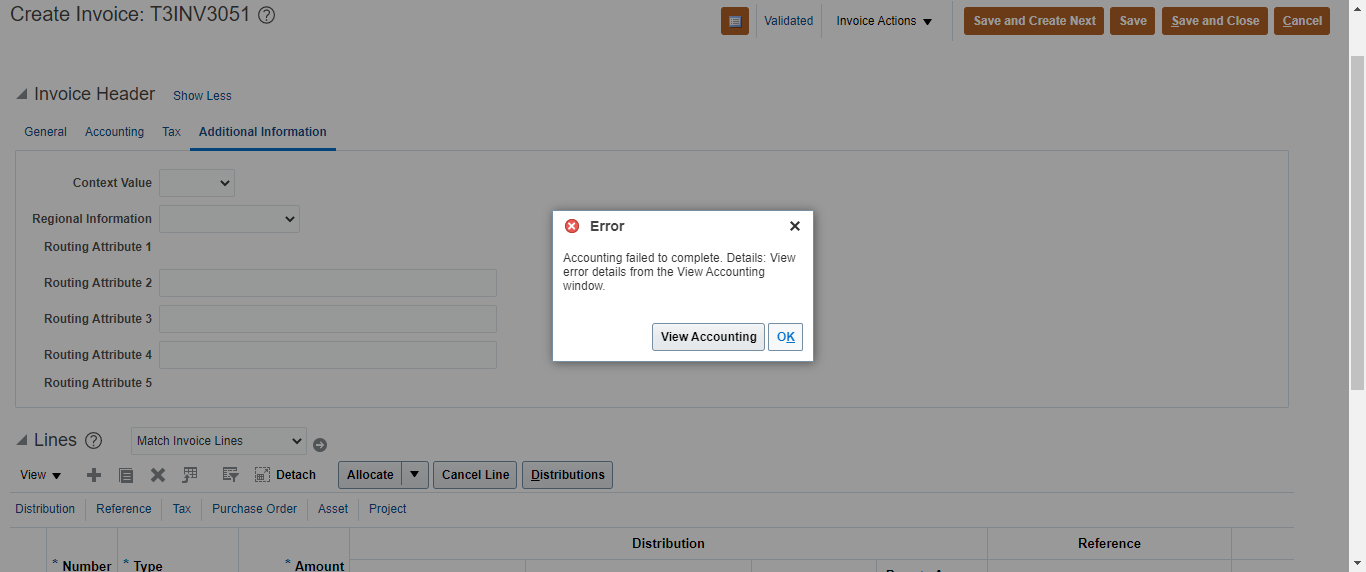 Create Invoice: T3INV3051 ?
Validated Invoice Actions Save and Create Next Save Save and Close Cancel
Invoice Header Show Less
General Accounting Tax Additional Information
Context Value
Regional Information
Routing Attribute 1
Routing Attribute 2
Routing Attribute 3
Routing Attribute 4
Routing Attribute 5
Error
Accounting failed to complete. Details: View
error details from the View Accounting
window.
View Accounting OK
Lines ? Match Invoice Lines
View Detach Allocate Cancel Line Distributions
Distribution Reference Tax Purchase Order Asset Project
Distribution Reference
* Number * Type * Amount